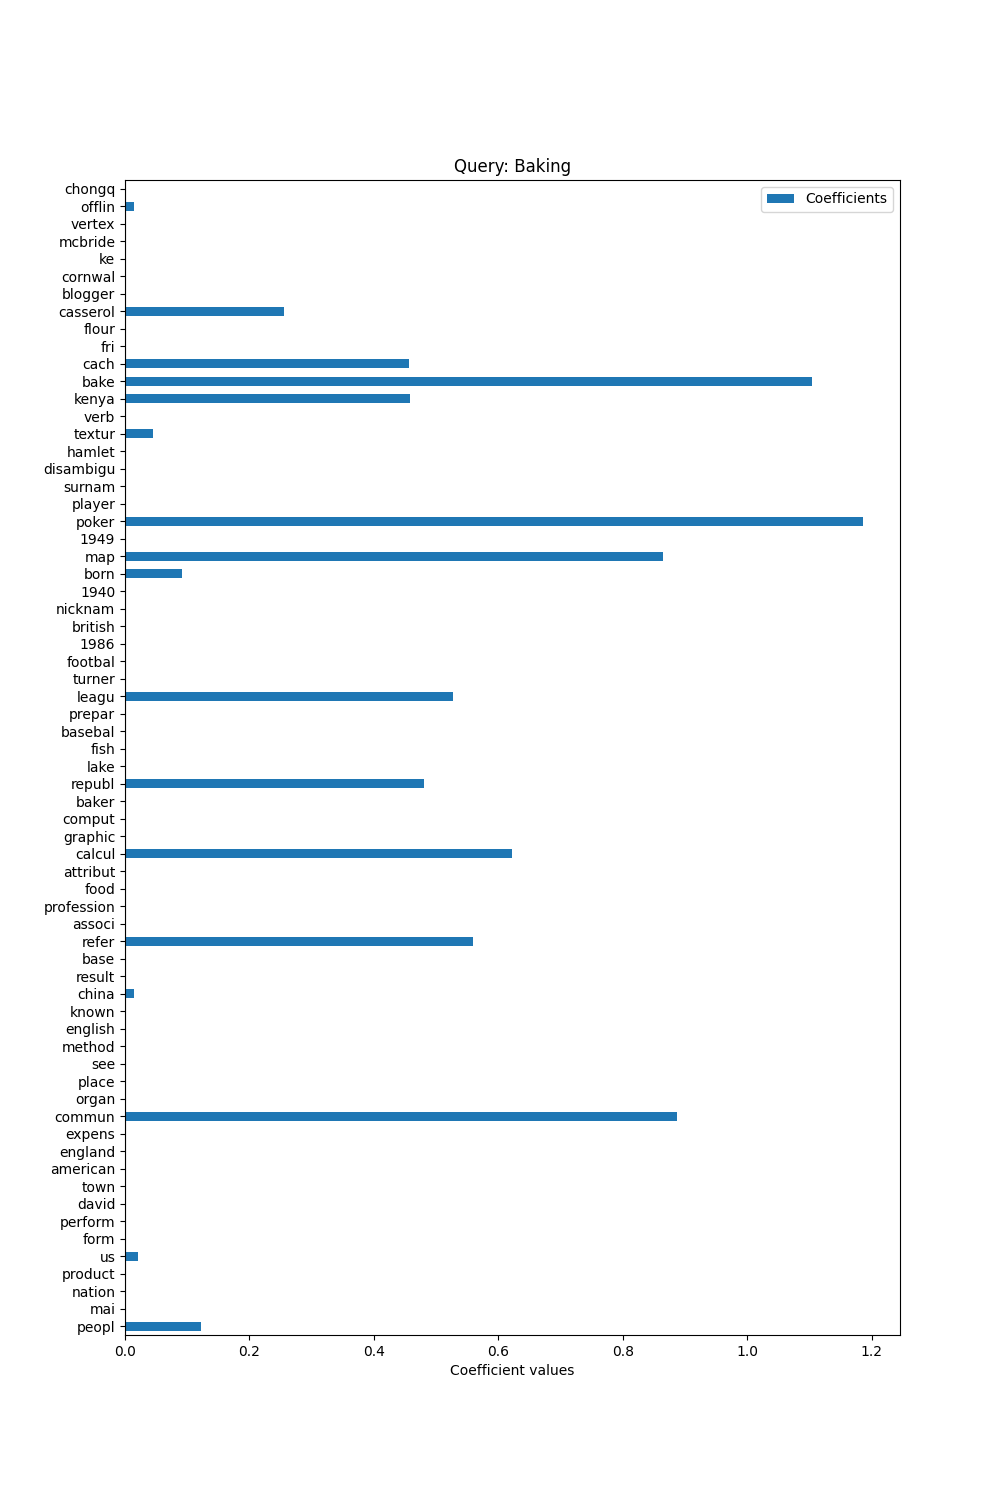 Query: Baking
Coefficients
chongq
offlin
vertex
mcbride
ke
cornwal
blogger
casserol
flour
fri
cach
bake
kenya
verb
textur
hamlet
disambigu
surnam
player
poker
1949
map
born
1940
nicknam
british
1986
footbal
turner
leagu
prepar
basebal
fish
lake
republ
baker
comput
graphic
calcul
attribut
food
profession
associ
refer
base
result
china
known
english
method
see
place
organ
commun
expens
england
american
town
david
perform
form
us
product
nation
mai
peopl
0.0 0.2 0.4 0.6 0.8 1.0 1.2
Coefficient values